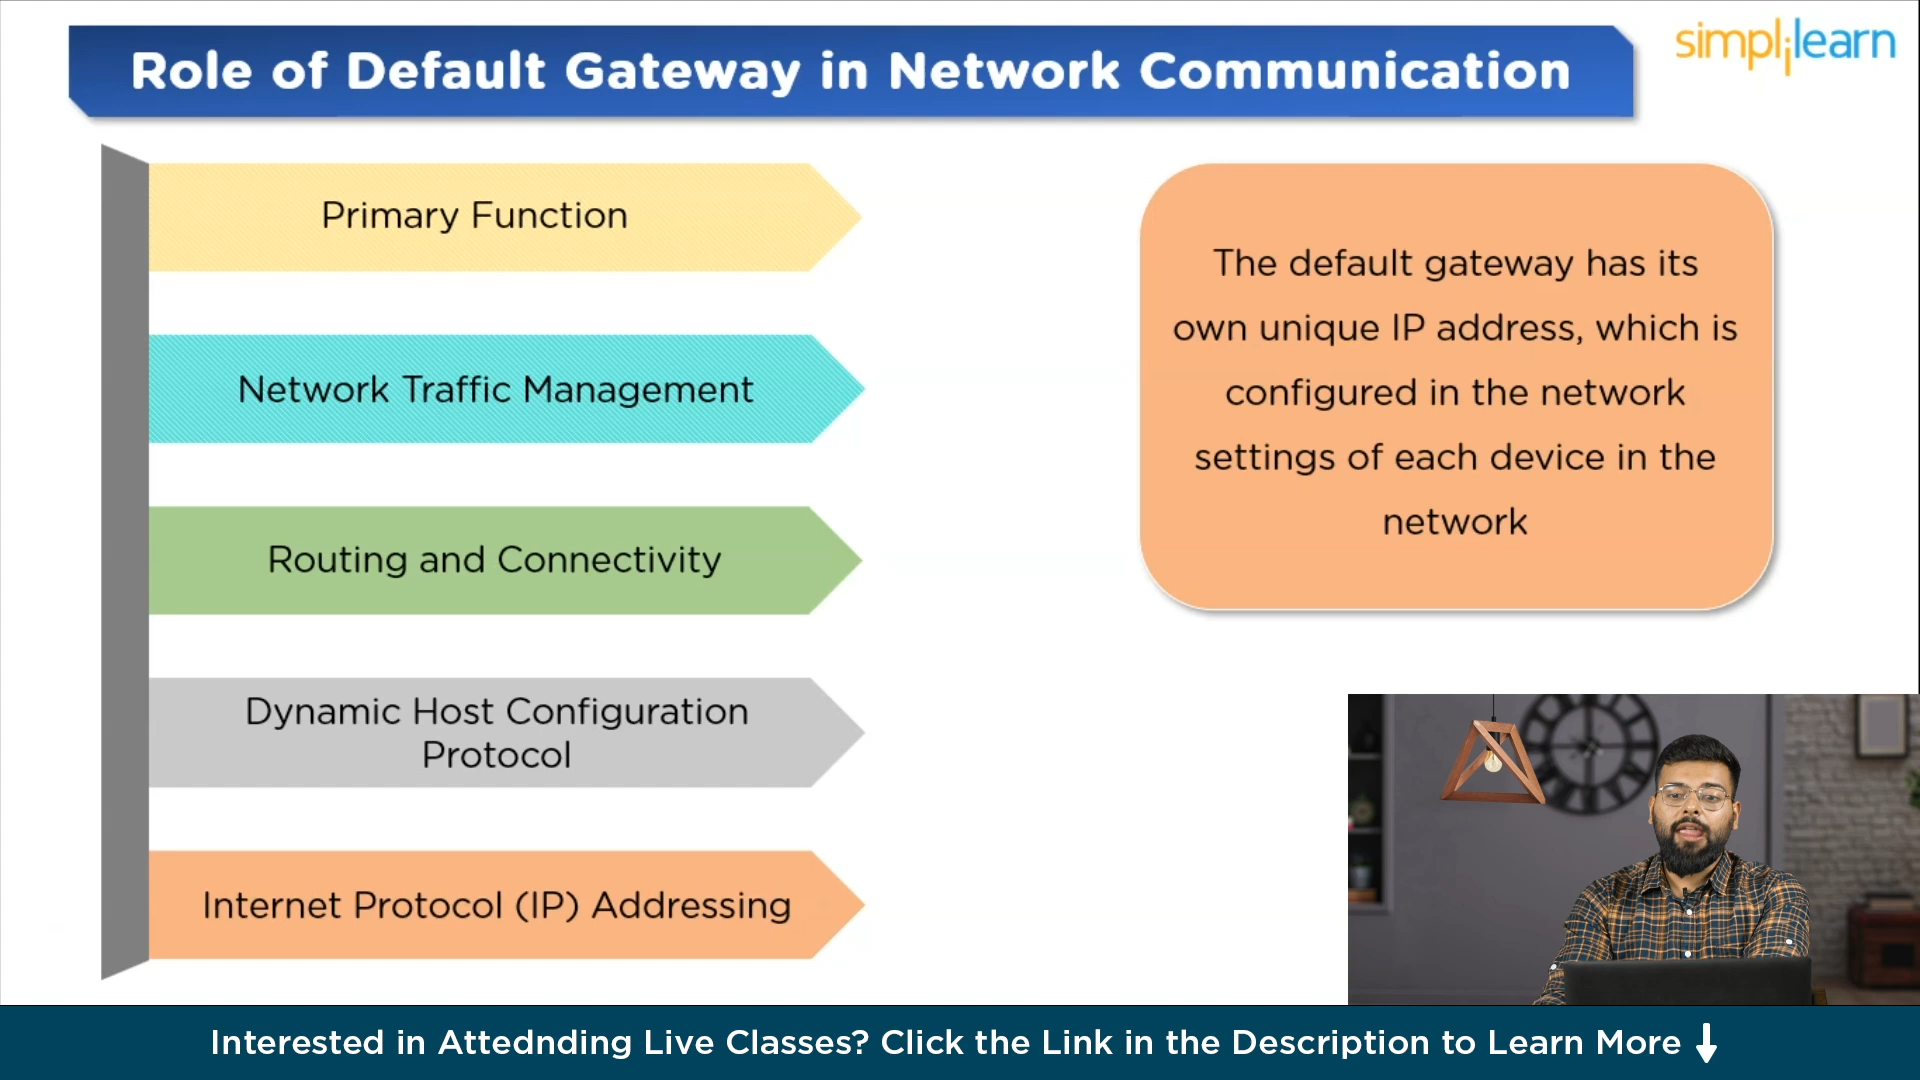 Role of Default Gateway in Network Communication
simplilearn
Primary Function
Network Traffic Management
Routing and Connectivity
Dynamic Host Configuration
Protocol
Internet Protocol (IP) Addressing
The default gateway has its
own unique IP address, which is
configured in the network
settings of each device in the
network
Interested in Attednding Live Classes? Click the Link in the Description to Learn More